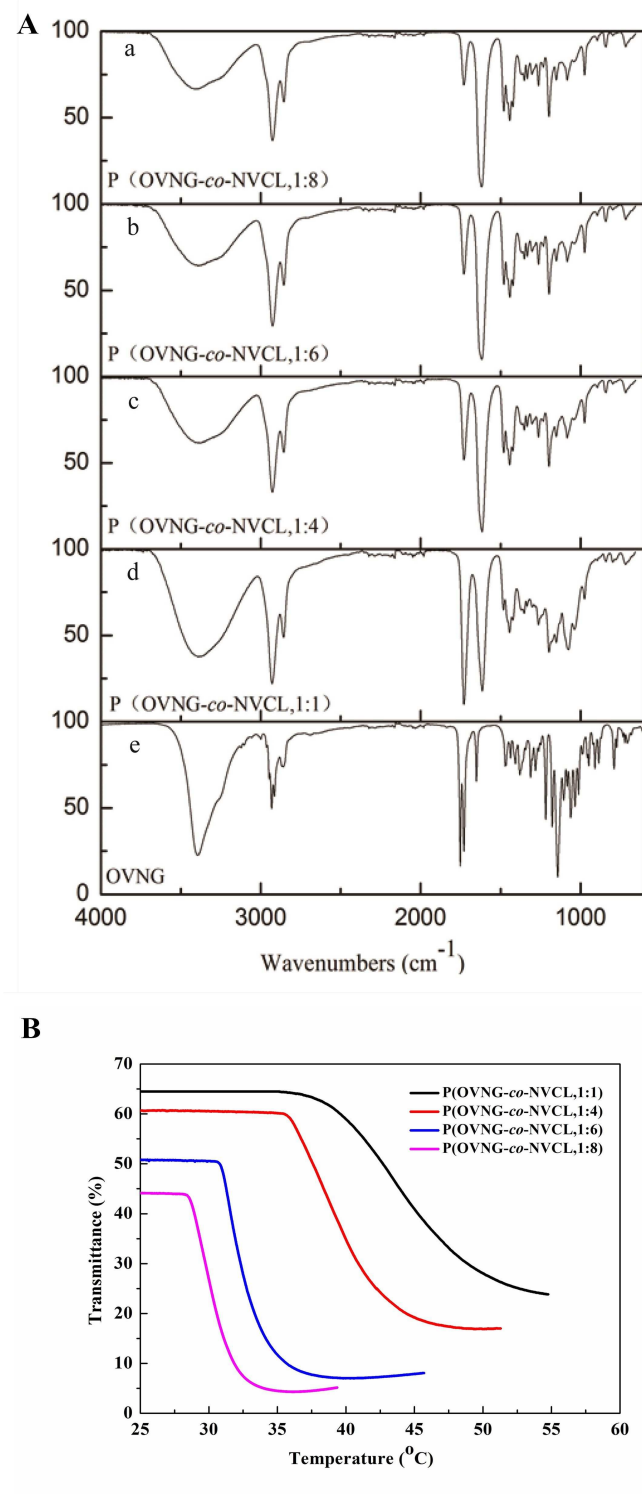 A
100
a
50
P（OVNG-co-NVCL,1:8）
100
b
50
P（OVNG-co-NVCL,1:6）
100
c
50
P（OVNG-co-NVCL,1:4）
100
d
50
P（OVNG-co-NVCL,1:1）
100
e
50
OVNG
0
4000 3000 2000 1000
Wavenumbers (cm-1)
B
70
60
50
40
30
20
10
0
Transmittance (%)
P(OVNG-co-NVCL,1:1)
P(OVNG-co-NVCL,1:4)
P(OVNG-co-NVCL,1:6)
P(OVNG-co-NVCL,1:8)
25 30 35 40 45 50 55 60
Temperature (oC)